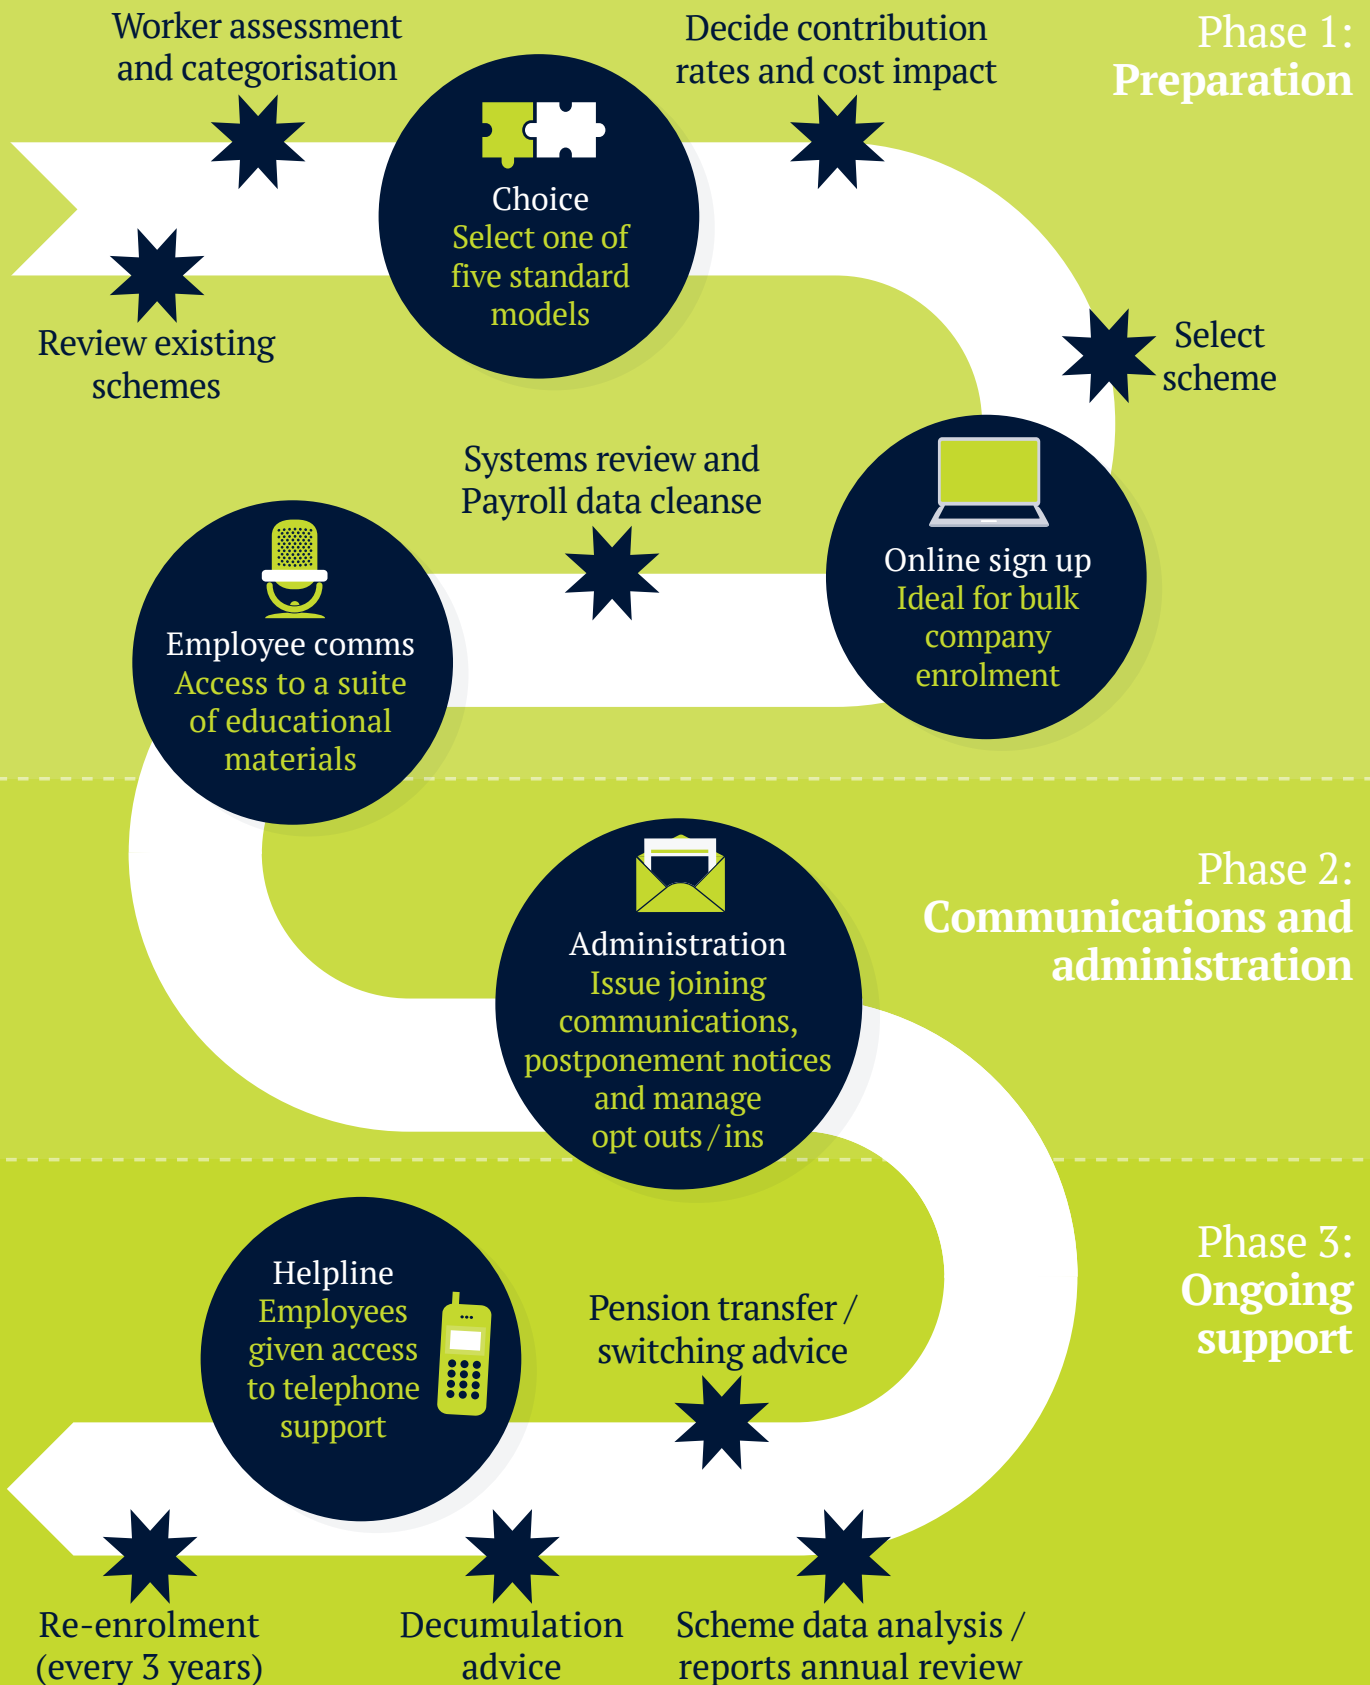 Phase 1:
Preparation
Worker assessment
and categorisation
Review existing
schemes
Choice
Select one of
five standard
models
Decide contribution
rates and cost impact
Select
scheme
Online sign up
Ideal for bulk
company
enrolment
Systems review and
Payroll data cleanse
Employee comms
Access to a suite
of educational
materials
Phase 2:
Communications and
administration
Administration
Issue joining
communications,
postponement notices
and manage
opt outs / ins
Phase 3:
Ongoing
support
Pension transfer /
switching advice
Scheme data analysis /
reports annual review
Decumulation
advice
Helpline
Employees
given access
to telephone
support
Re-enrolment
(every 3 years)